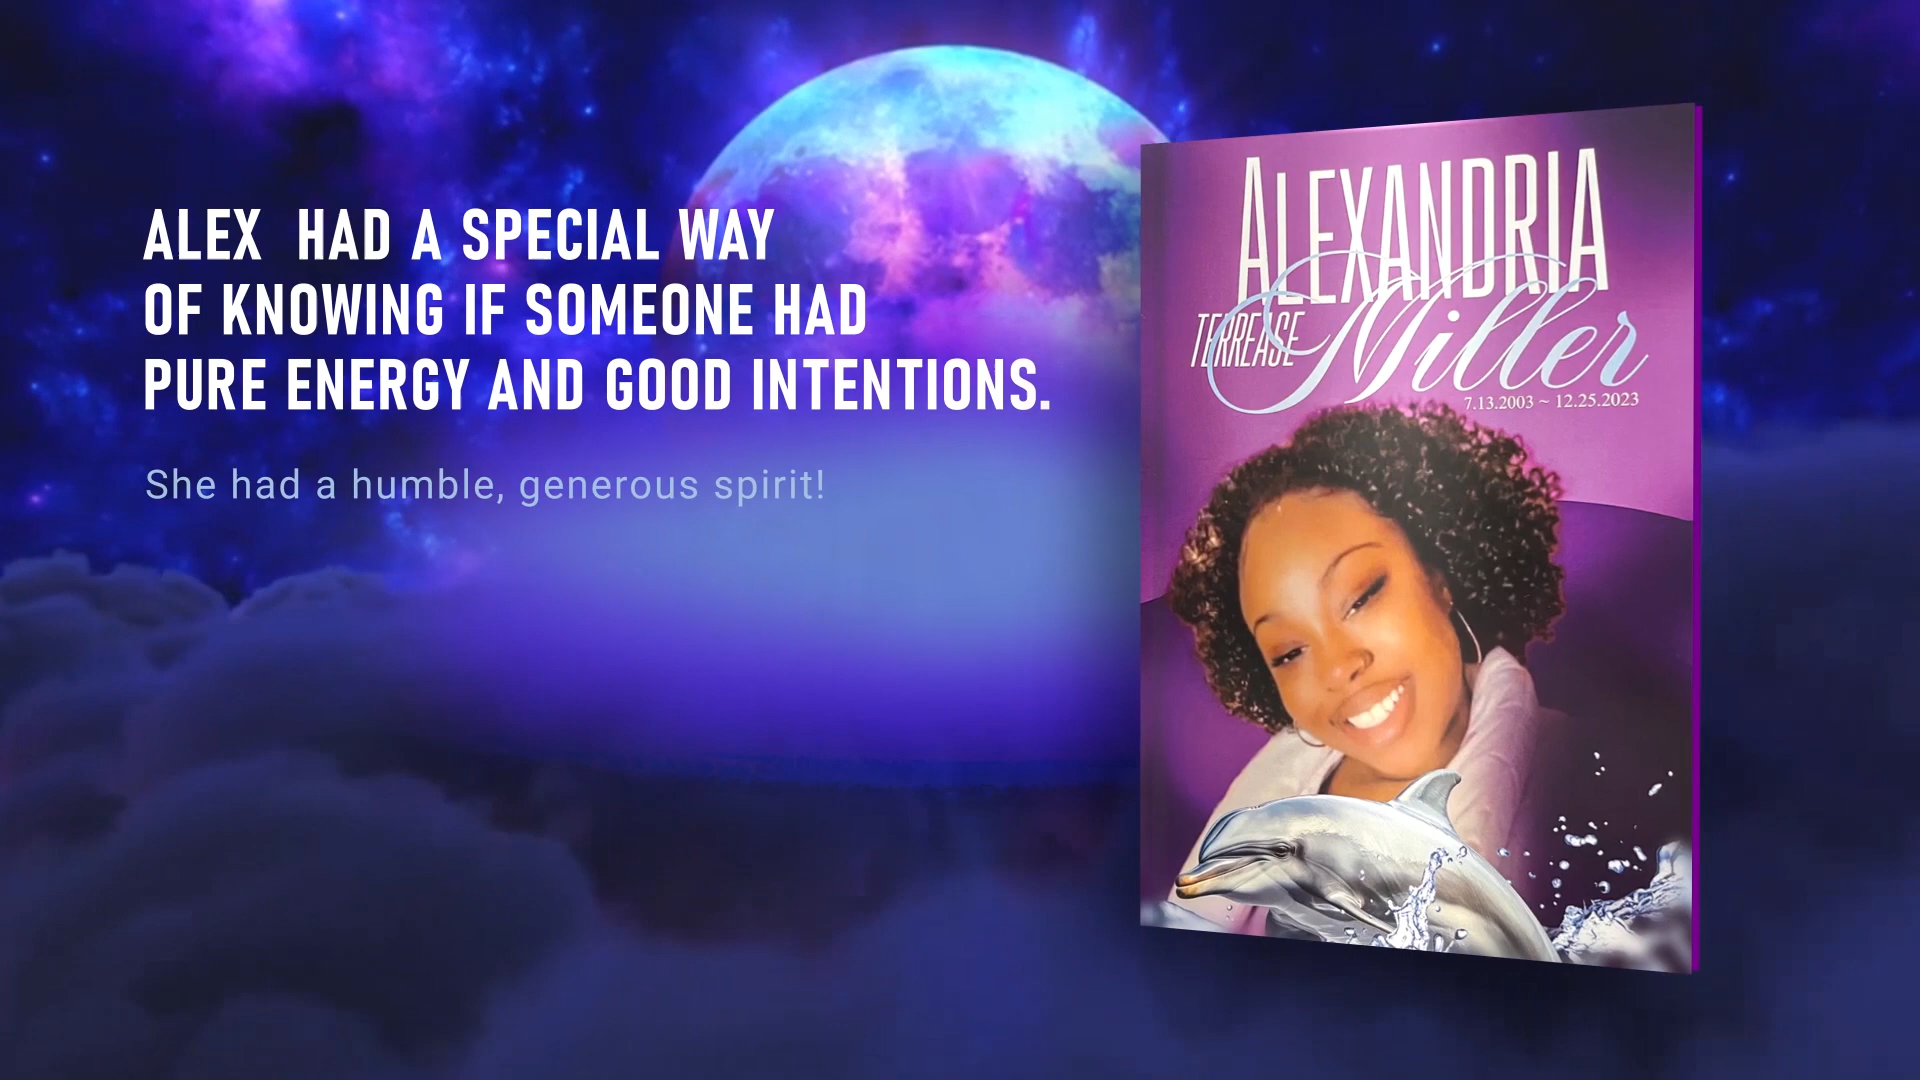 ALEX  HAD A SPECIAL WAY
OF KNOWING IF SOMEONE HAD
PURE ENERGY AND GOOD INTENTIONS.
She had a humble, generous spirit!
ALEXANDRIA
TERREASE Miller
7.13.2003 ~ 12.25.2023